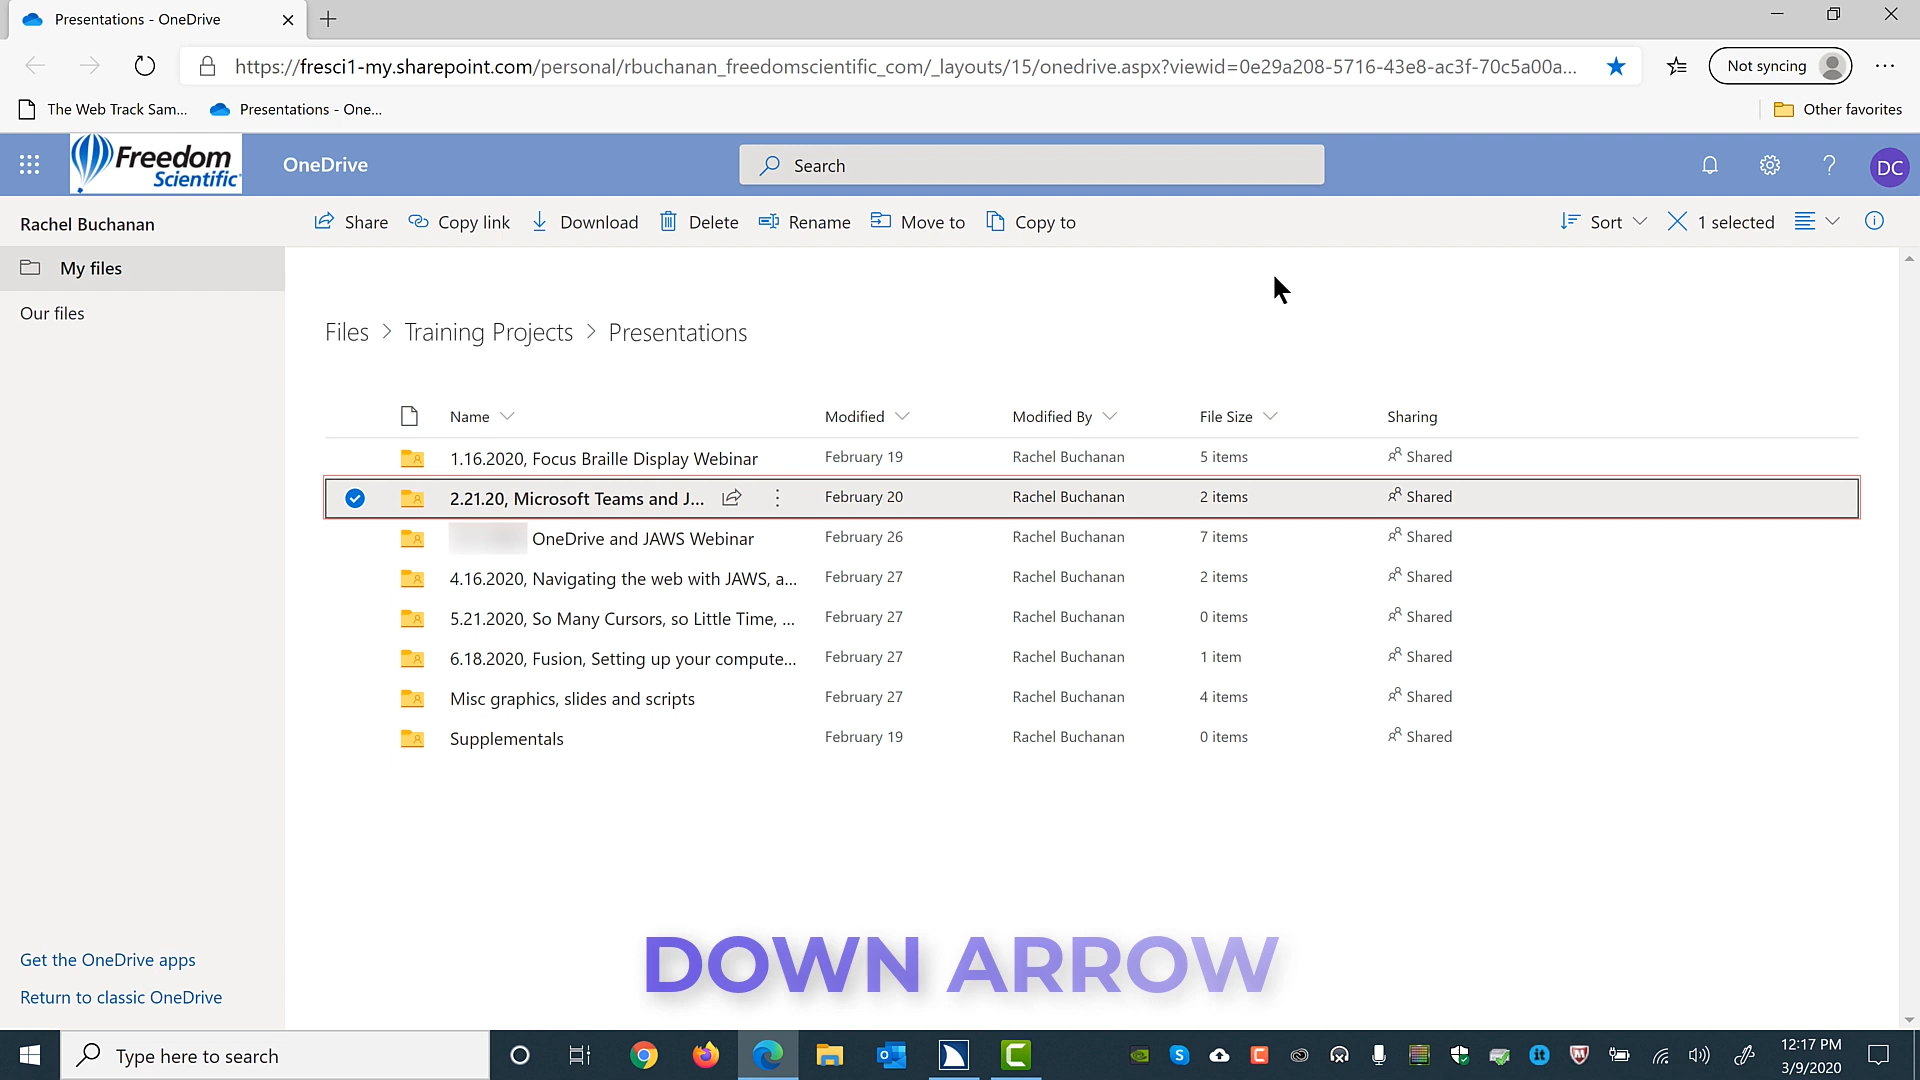 Presentations - OneDrive
https://fresci1-my.sharepoint.com/personal/rbuchanan_freedomscientific_com/_layouts/15/onedrive.aspx?viewid=0e29a208-5716-43e8-ac3f-70c5a00a...
Not syncing
The Web Track Sam...
Presentations - One...
Other favorites
Freedom
Scientific
OneDrive
Search
DC
Rachel Buchanan
Share
Copy link
Download
Delete
Rename
Move to
Copy to
Sort
1 selected
My files
Our files
Files > Training Projects > Presentations
Name Modified Modified By File Size Sharing
1.16.2020, Focus Braille Display Webinar February 19 Rachel Buchanan 5 items Shared
2.21.20, Microsoft Teams and J... February 20 Rachel Buchanan 2 items Shared
OneDrive and JAWS Webinar February 26 Rachel Buchanan 7 items Shared
4.16.2020, Navigating the web with JAWS, a... February 27 Rachel Buchanan 2 items Shared
5.21.2020, So Many Cursors, so Little Time, ... February 27 Rachel Buchanan 0 items Shared
6.18.2020, Fusion, Setting up your compute... February 27 Rachel Buchanan 1 item Shared
Misc graphics, slides and scripts February 27 Rachel Buchanan 4 items Shared
Supplementals February 19 Rachel Buchanan 0 items Shared
Get the OneDrive apps
Return to classic OneDrive
DOWN ARROW
Type here to search
12:17 PM
3/9/2020